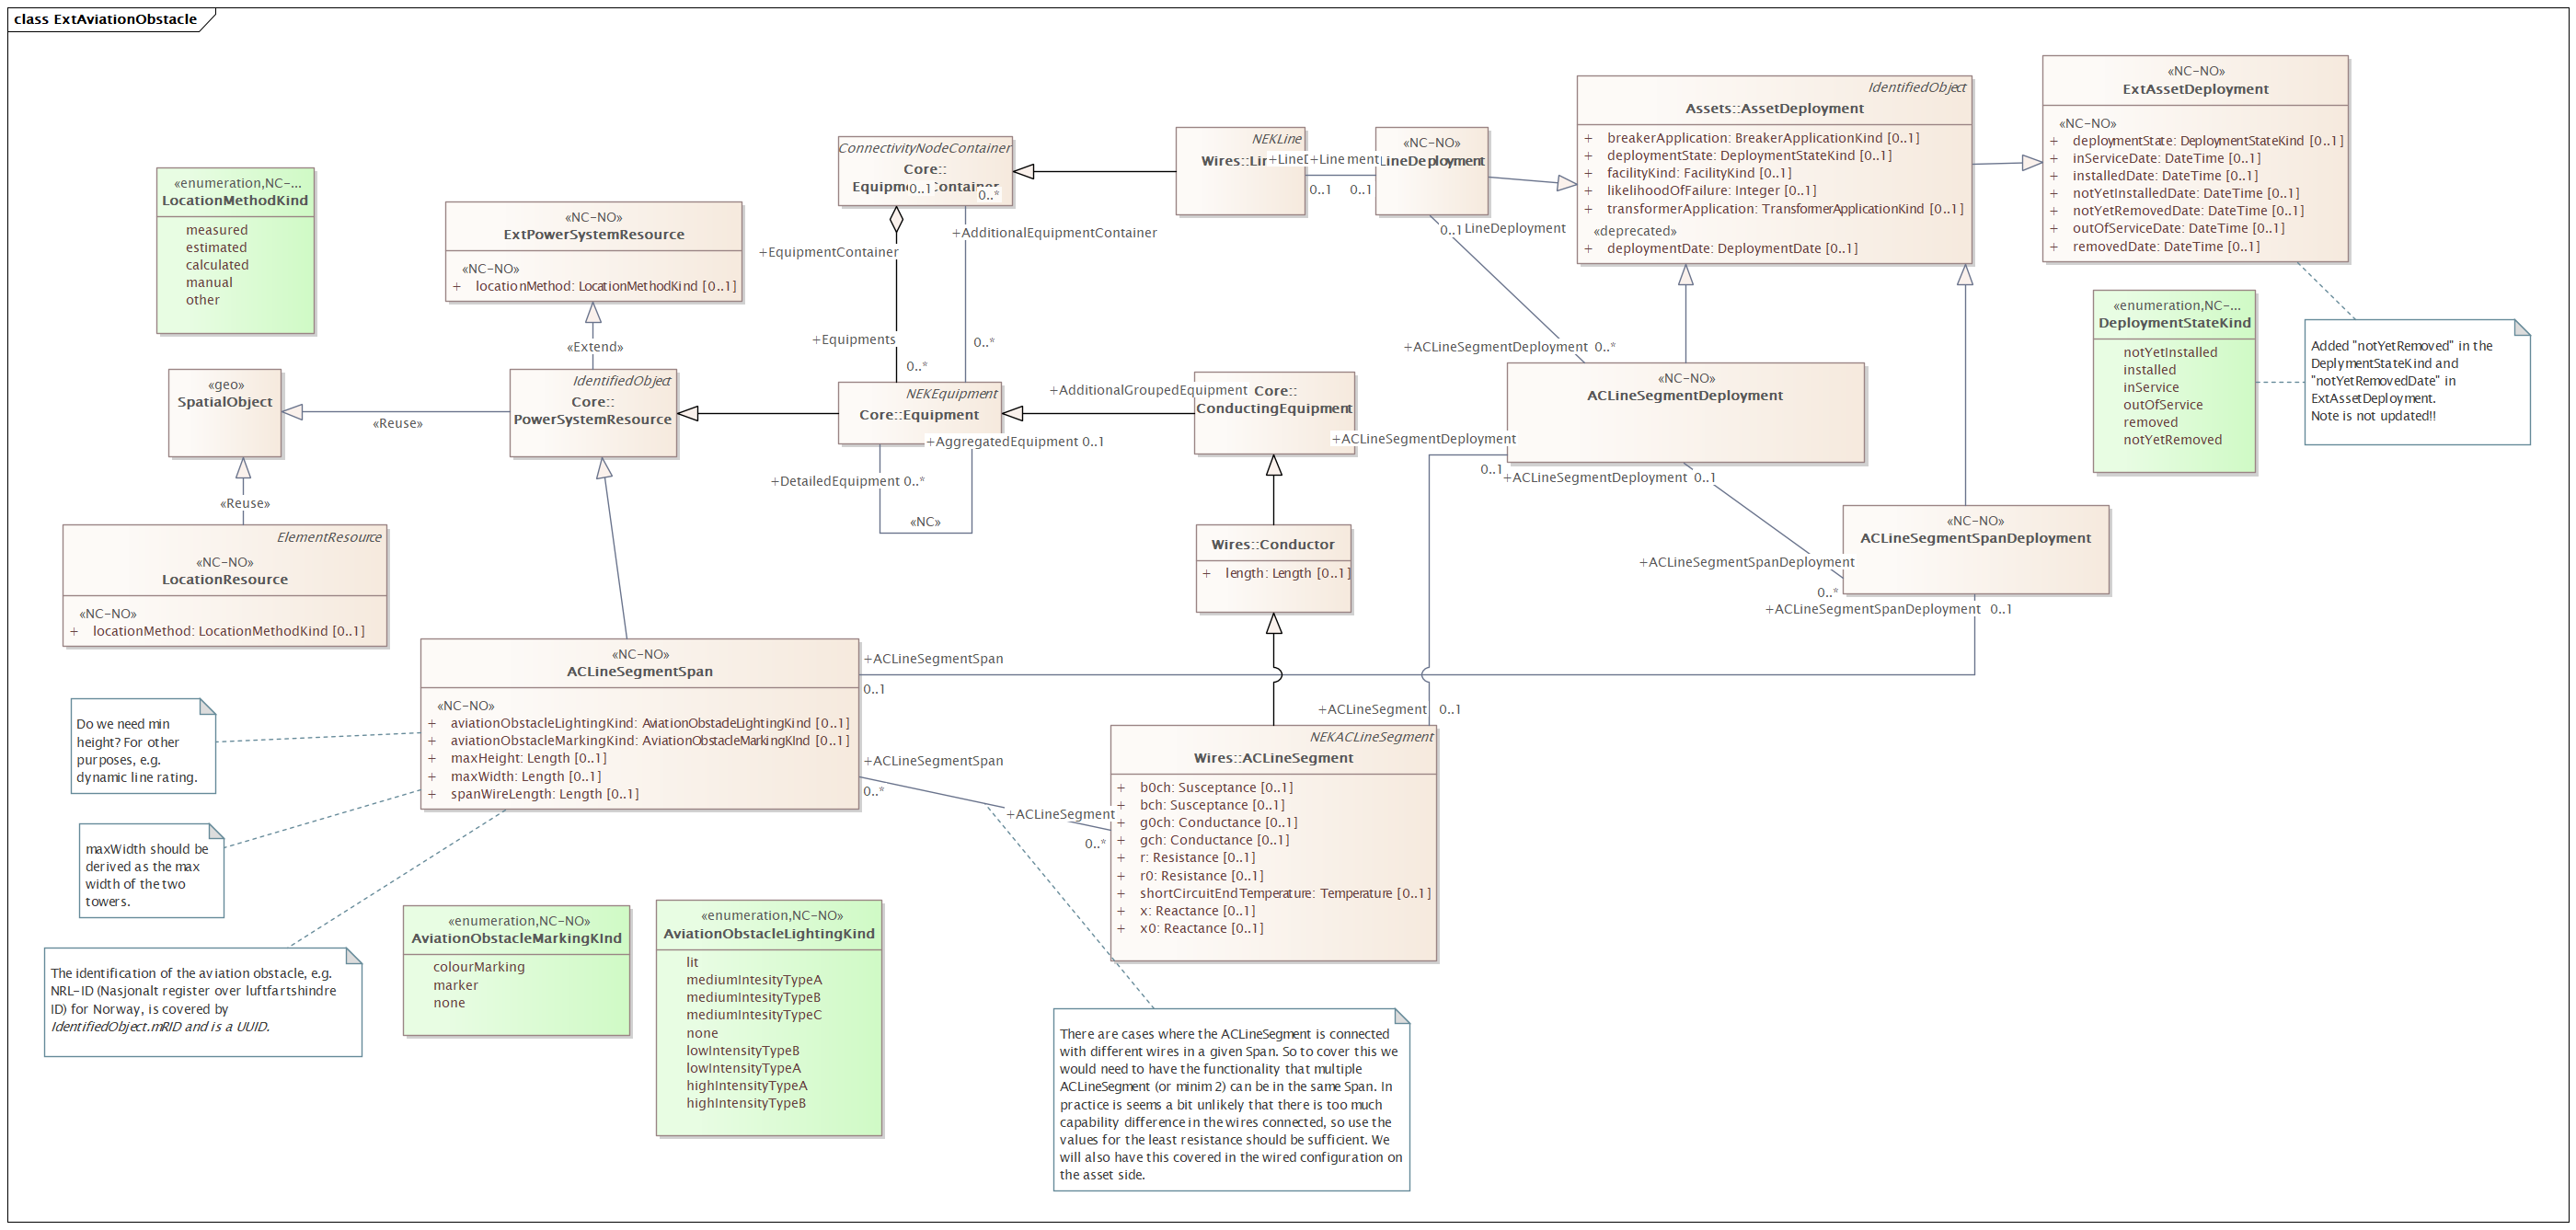 class ExtAviationObstacle
«enumeration,NC-...
LocationMethodKind
measured
estimated
calculated
manual
other
«NC-NO»
ExtPowerSystemResource
«NC-NO»
+ locationMethod: LocationMethodKind [0..1]
«Extend»
ConnectivityNodeContainer
Core::
0..1
0..*
+EquipmentContainer
+AdditionalEquipmentContainer
+Equipments
0..*
0..*
NEKLine
+Line
0..1
0..1
«NC-NO»
LineDeployment
0..1
LineDeployment
IdentifiedObject
Assets::AssetDeployment
+ breakerApplication: BreakerApplicationKind [0..1]
+ deploymentState: DeploymentStateKind [0..1]
+ facilityKind: FacilityKind [0..1]
+ likelihoodOfFailure: Integer [0..1]
+ transformerApplication: TransformerApplicationKind [0..1]
«deprecated»
+ deploymentDate: DeploymentDate [0..1]
«NC-NO»
ExtAssetDeployment
«NC-NO»
+ deploymentState: DeploymentStateKind [0..1]
+ inServiceDate: DateTime [0..1]
+ installedDate: DateTime [0..1]
+ notYetInstalledDate: DateTime [0..1]
+ notYetRemovedDate: DateTime [0..1]
+ outOfServiceDate: DateTime [0..1]
+ removedDate: DateTime [0..1]
«enumeration,NC-...
DeploymentStateKind
notYetInstalled
installed
inService
outOfService
removed
notYetRemoved
Added "notYetRemoved" in the
DeplymentStateKind and
"notYetRemovedDate" in
ExtAssetDeployment.
Note is not updated!!
«geo»
SpatialObject
«Reuse»
IdentifiedObject
Core::
PowerSystemResource
NEKEquipment
Core::Equipment
+AggregatedEquipment 0..1
+DetailedEquipment 0..*
«NC»
+AdditionalGroupedEquipment
Core::
ConductingEquipment
+ACLineSegmentDeployment 0..*
«NC-NO»
ACLineSegmentDeployment
+ACLineSegmentDeployment
0..1
+ACLineSegmentDeployment 0..1
«NC-NO»
ACLineSegmentSpanDeployment
+ACLineSegmentSpanDeployment
0..*
+ACLineSegmentSpanDeployment 0..1
«Reuse»
ElementResource
«NC-NO»
LocationResource
«NC-NO»
+ locationMethod: LocationMethodKind [0..1]
Wires::Conductor
+ length: Length [0..1]
«NC-NO»
ACLineSegmentSpan
«NC-NO»
+ aviationObstacleLightingKind: AviationObstacleLightingKind [0..1]
+ aviationObstacleMarkingKind: AviationObstacleMarkingKInd [0..1]
+ maxHeight: Length [0..1]
+ maxWidth: Length [0..1]
+ spanWireLength: Length [0..1]
+ACLineSegmentSpan
0..1
+ACLineSegmentSpan
0..*
+ACLineSegment
0..*
+ACLineSegment 0..1
NEKACLineSegment
Wires::ACLineSegment
+ b0ch: Susceptance [0..1]
+ bch: Susceptance [0..1]
+ g0ch: Conductance [0..1]
+ gch: Conductance [0..1]
+ r: Resistance [0..1]
+ r0: Resistance [0..1]
+ shortCircuitEndTemperature: Temperature [0..1]
+ x: Reactance [0..1]
+ x0: Reactance [0..1]
Do we need min
height? For other
purposes, e.g.
dynamic line rating.
maxWidth should be
derived as the max
width of the two
towers.
The identification of the aviation obstacle, e.g.
NRL-ID (Nasjonalt register over luftfartshindre
ID) for Norway, is covered by
IdentifiedObject.mRID and is a UUID.
«enumeration,NC-NO»
AviationObstacleMarkingKInd
colourMarking
marker
none
«enumeration,NC-NO»
AviationObstacleLightingKind
lit
mediumIntesityTypeA
mediumIntesityTypeB
mediumIntesityTypeC
none
lowIntensityTypeB
lowIntensityTypeA
highIntensityTypeA
highIntensityTypeB
There are cases where the ACLineSegment is connected
with different wires in a given Span. So to cover this we
would need to have the functionality that multiple
ACLineSegment (or minim 2) can be in the same Span. In
practice is seems a bit unlikely that there is too much
capability difference in the wires connected, so use the
values for the least resistance should be sufficient. We
will also have this covered in the wired configuration on
the asset side.